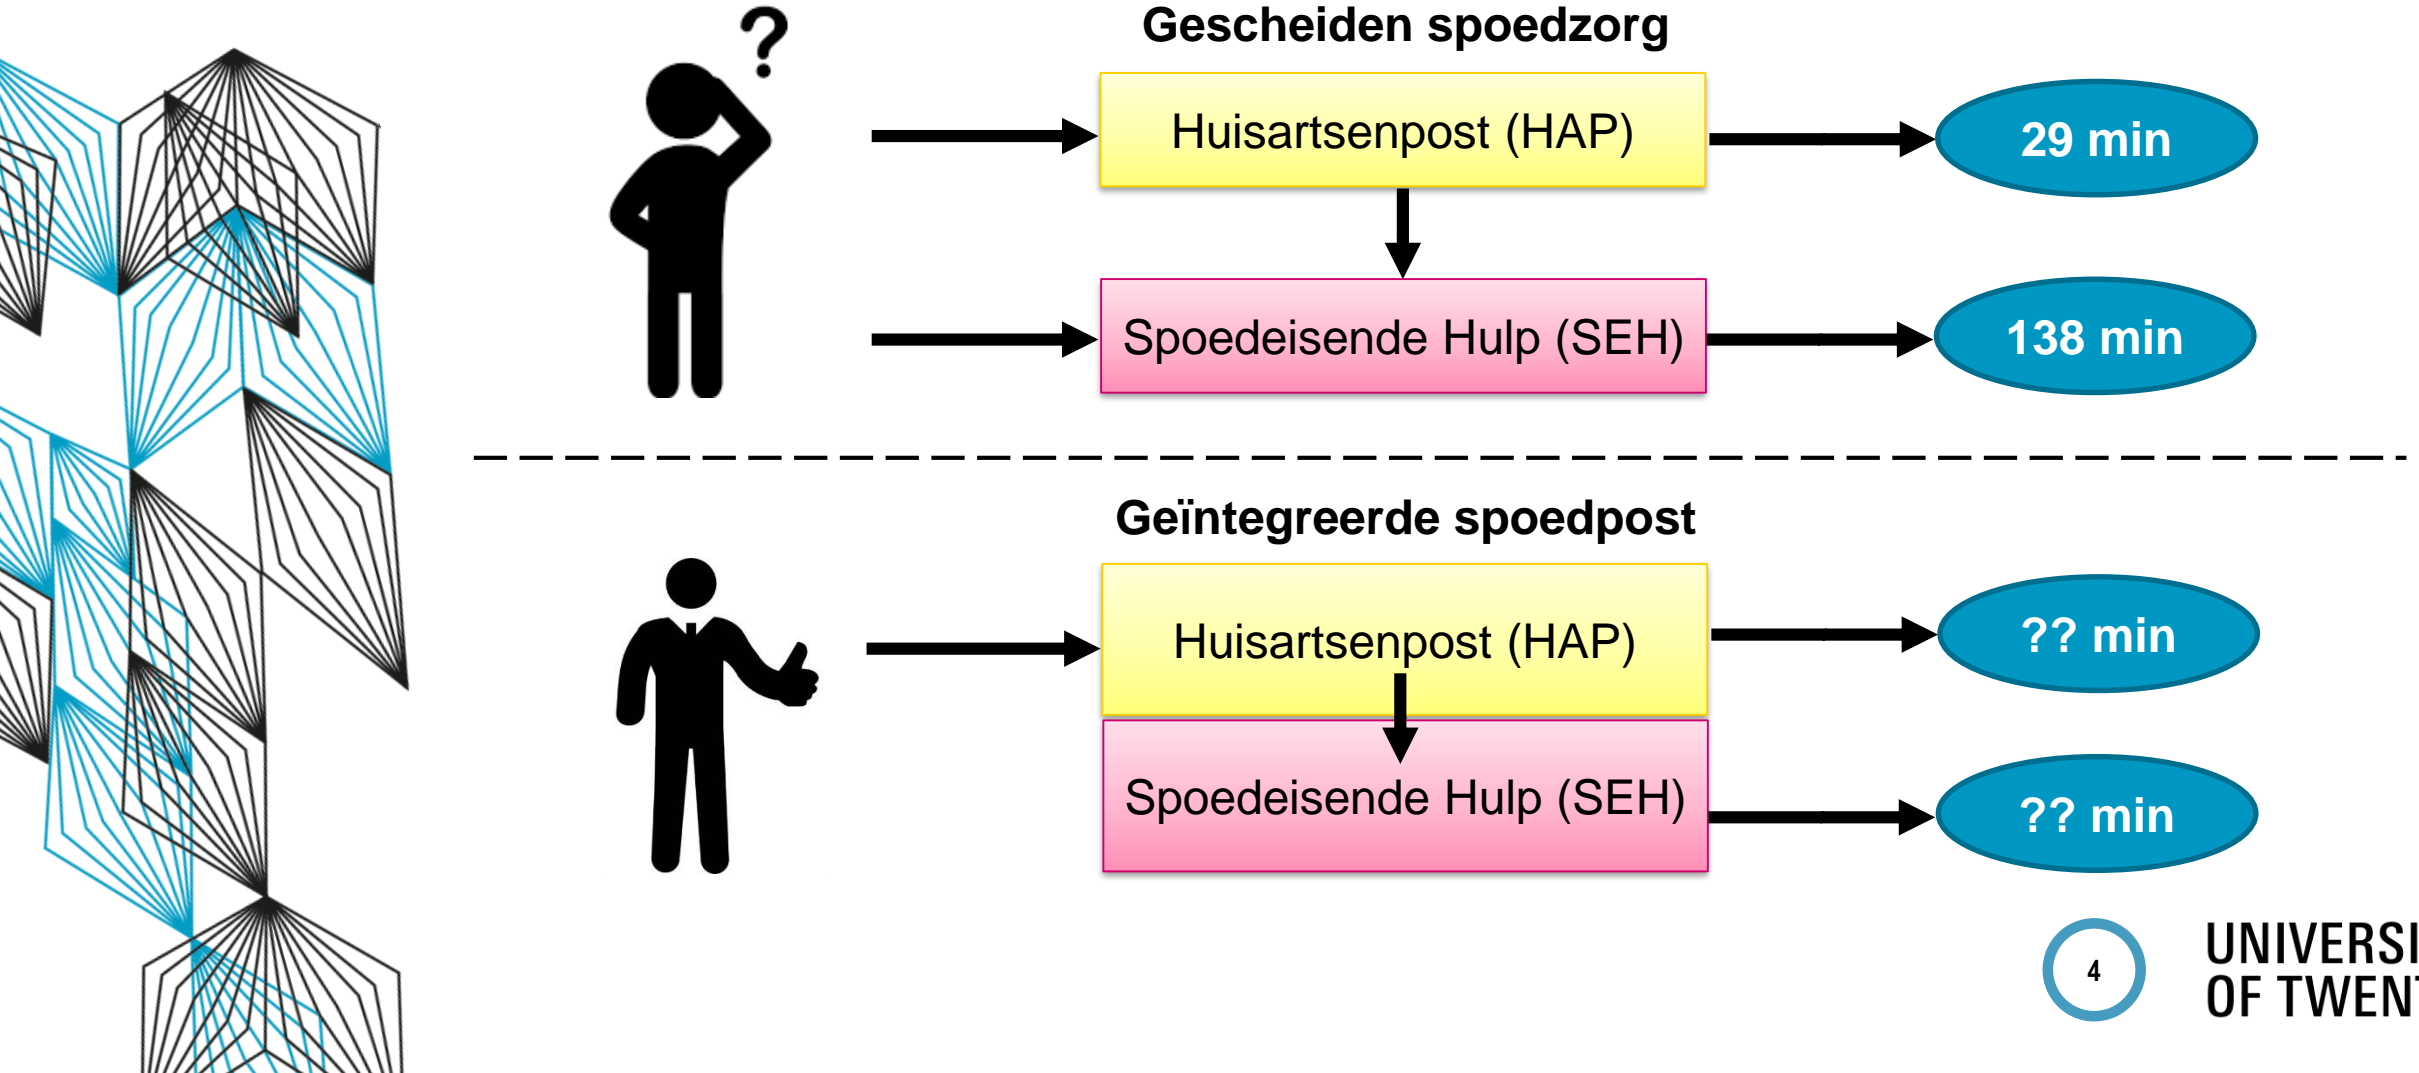 ?
Gescheiden spoedzorg
Huisartsenpost (HAP)
29 min
Spoedeisende Hulp (SEH)
138 min
Geïntegreerde spoedpost
Huisartsenpost (HAP)
?? min
Spoedeisende Hulp (SEH)
?? min
4
UNIVERSI
OF TWEN